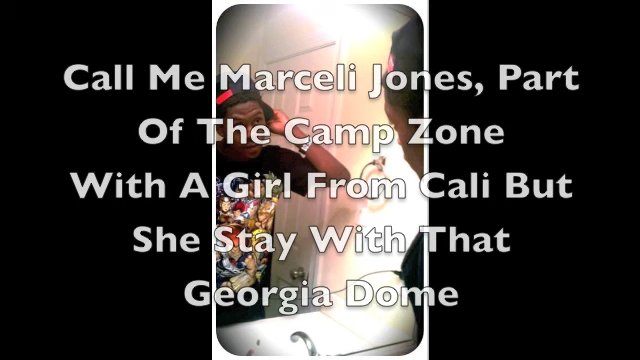 Call Me Marceli Jones, Part
Of The Camp Zone
With A Girl From Cali But
She Stay With That
Georgia Dome